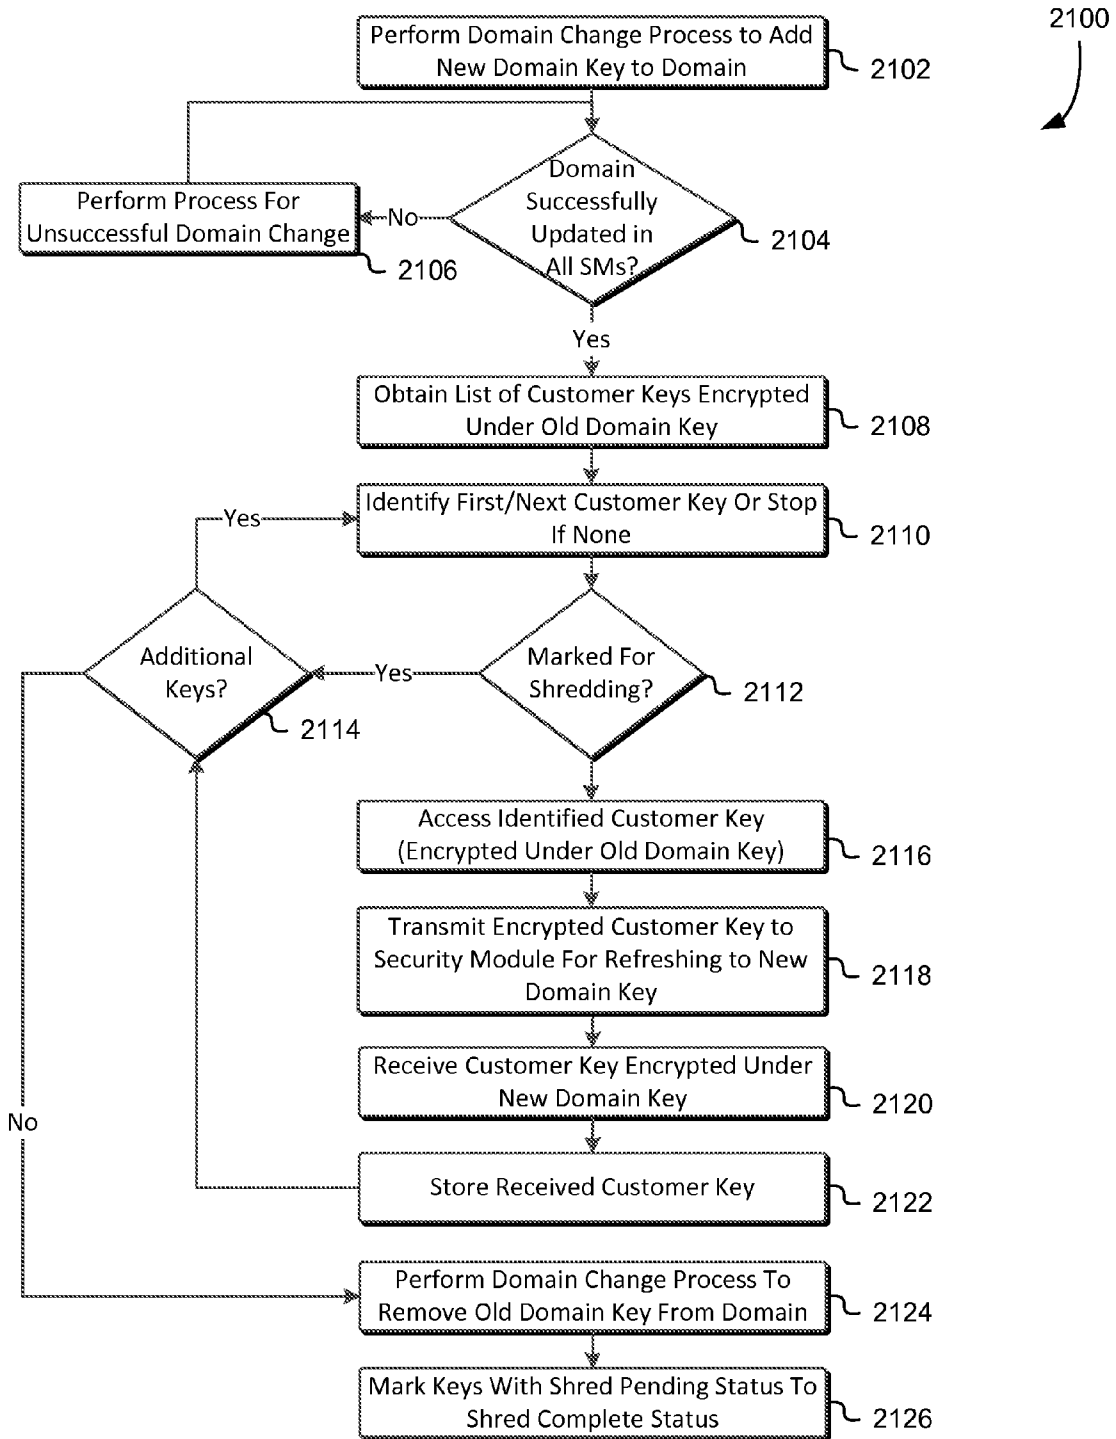 2100
Perform Domain Change Process to Add
New Domain Key to Domain
2102
Domain
Successfully
Updated in
All SMs?
2104
No
Perform Process For
Unsuccessful Domain Change
2106
Yes
Obtain List of Customer Keys Encrypted
Under Old Domain Key
2108
Identify First/Next Customer Key Or Stop
If None
2110
Yes
Marked For
Shredding?
2112
Yes
Additional
Keys?
2114
Access Identified Customer Key
(Encrypted Under Old Domain Key)
2116
Transmit Encrypted Customer Key to
Security Module For Refreshing to New
Domain Key
2118
Receive Customer Key Encrypted Under
New Domain Key
2120
No
Store Received Customer Key
2122
Perform Domain Change Process To
Remove Old Domain Key From Domain
2124
Mark Keys With Shred Pending Status To
Shred Complete Status
2126